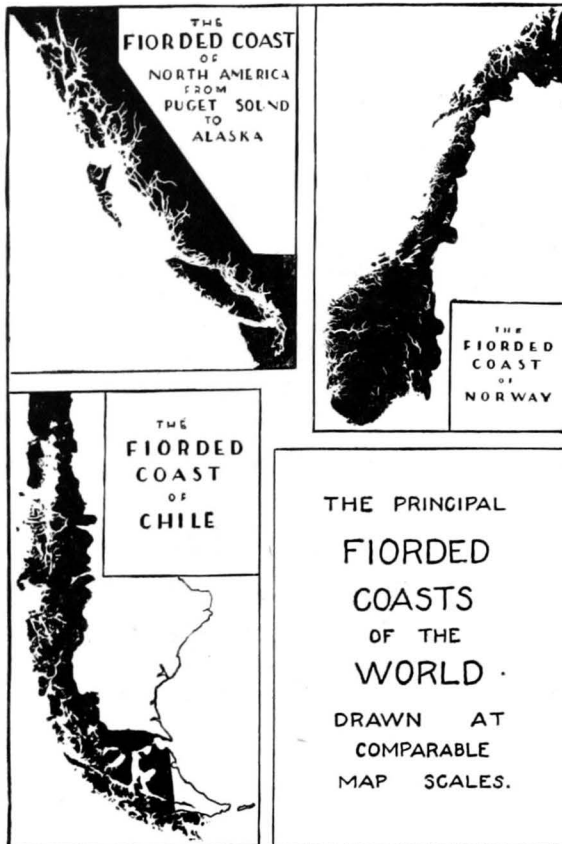 THE
FIORDED COAST
OF
NORTH AMERICA
FROM
PUGET SOUND
TO
ALASKA
THE
FIORDED
COAST
OF
NORWAY
THE
FIORDED
COAST
OF
CHILE
THE PRINCIPAL
FIORDED
COASTS
OF THE
WORLD
DRAWN AT
COMPARABLE
MAP SCALES.